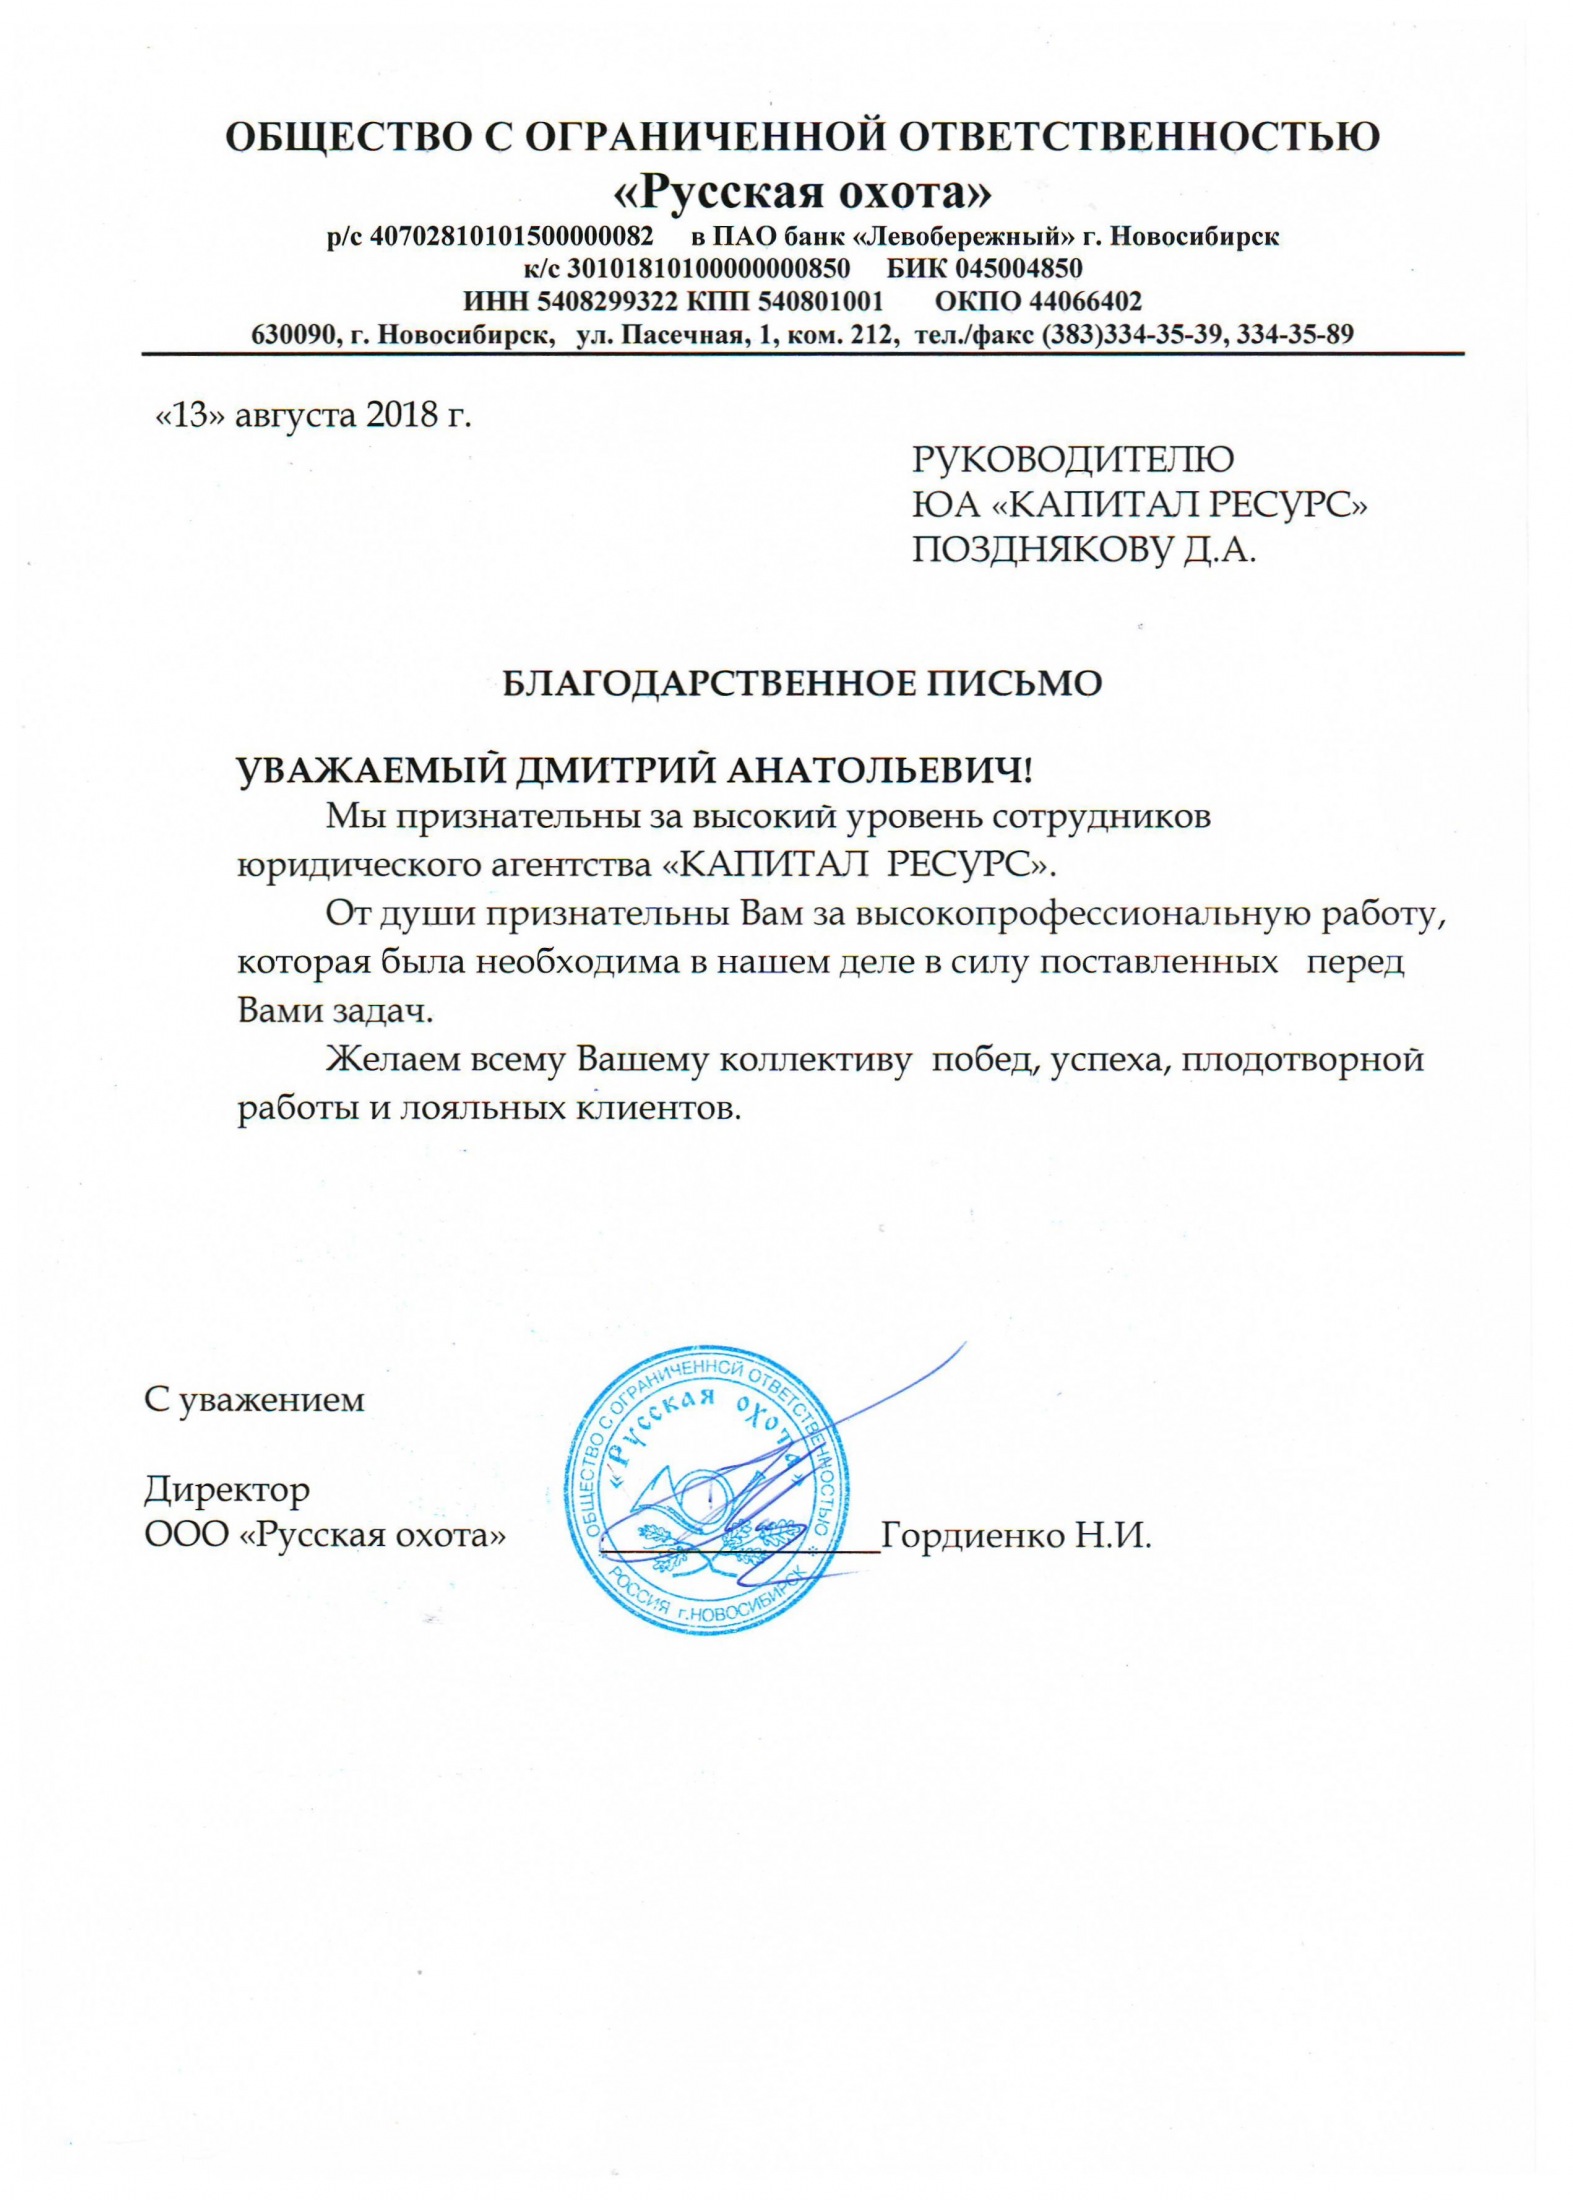 ОБЩЕСТВО С ОГРАНИЧЕННОЙ ОТВЕТСТВЕННОСТЬЮ
«Русская охота»
р/с 40702810101500000082 в ПАО банк «Левобережный» г. Новосибирск
к/с 30101810100000000850 БИК 045004850
ИНН 5408299322 КПП 540801001 ОКПО 44066402
630090, г. Новосибирск, ул. Пасечная, 1, ком. 212, тел./факс (383)334-35-39, 334-35-89
«13» августа 2018 г.
РУКОВОДИТЕЛЮ
ЮА «КАПИТАЛ РЕСУРС»
ПОЗДНЯКОВУ Д.А.
БЛАГОДАРСТВЕННОЕ ПИСЬМО
УВАЖАЕМЫЙ ДМИТРИЙ АНАТОЛЬЕВИЧ!
Мы признательны за высокий уровень сотрудников
юридического агентства «КАПИТАЛ РЕСУРС».
От души признательны Вам за высокопрофессиональную работу,
которая была необходима в нашем деле в силу поставленных перед
Вами задач.
Желаем всему Вашему коллективу побед, успеха, плодотворной
работы и лояльных клиентов.
С уважением
Директор
ООО «Русская охота» Гордиенко Н.И.
ОБЩЕСТВО С ОГРАНИЧЕННОЙ ОТВЕТСТВЕННОСТЬЮ
«Русская охота»
* РОССИЯ г.НОВОСИБИРСК *